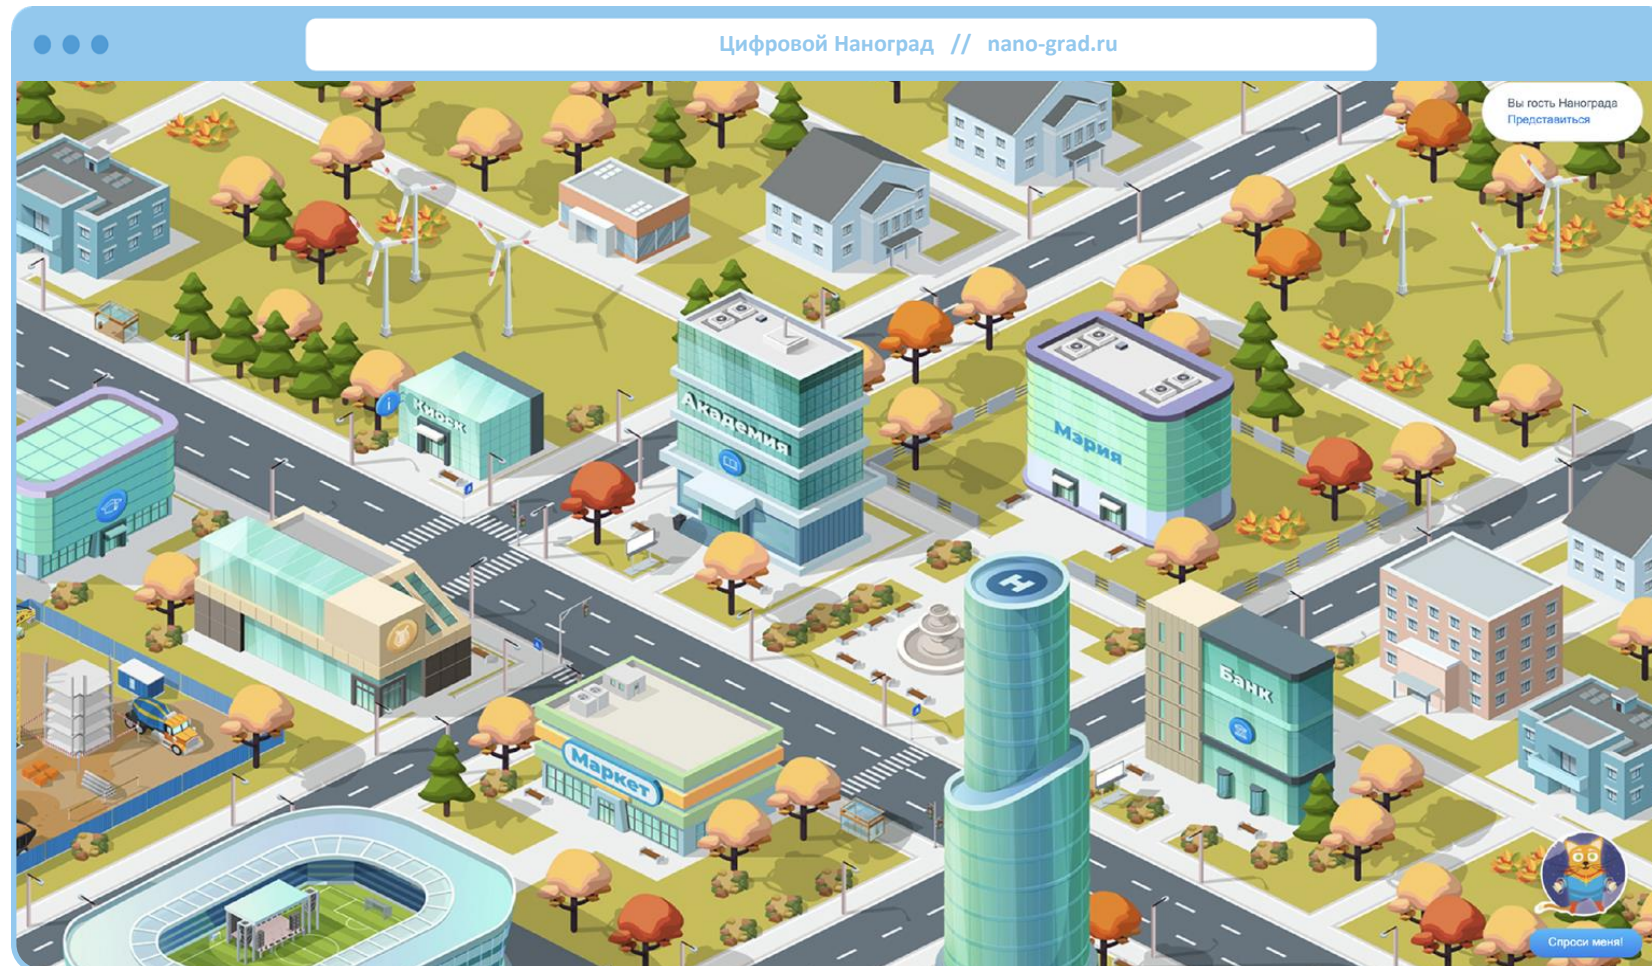 Цифровой Наноград // nano-grad.ru
Вы гость Нанограда
Представиться
Киоск
Академия
Мэрия
Банк
Маркет
H
Спроси меня!